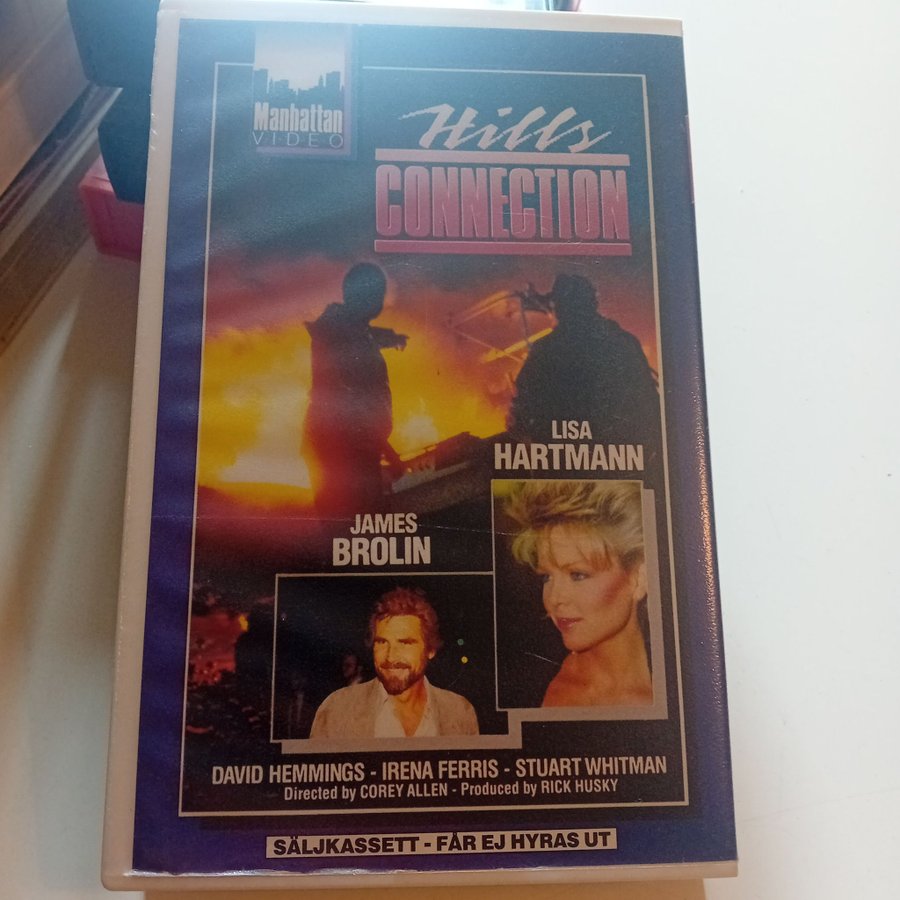 Manhattan
VIDEO
Hills
CONNECTION
LISA
HARTMANN
JAMES
BROLIN
DAVID HEMMINGS - IRENA FERRIS - STUART WHITMAN
Directed by COREY ALLEN - Produced by RICK HUSKY
SÄLJKASSETT - FÅR EJ HYRAS UT